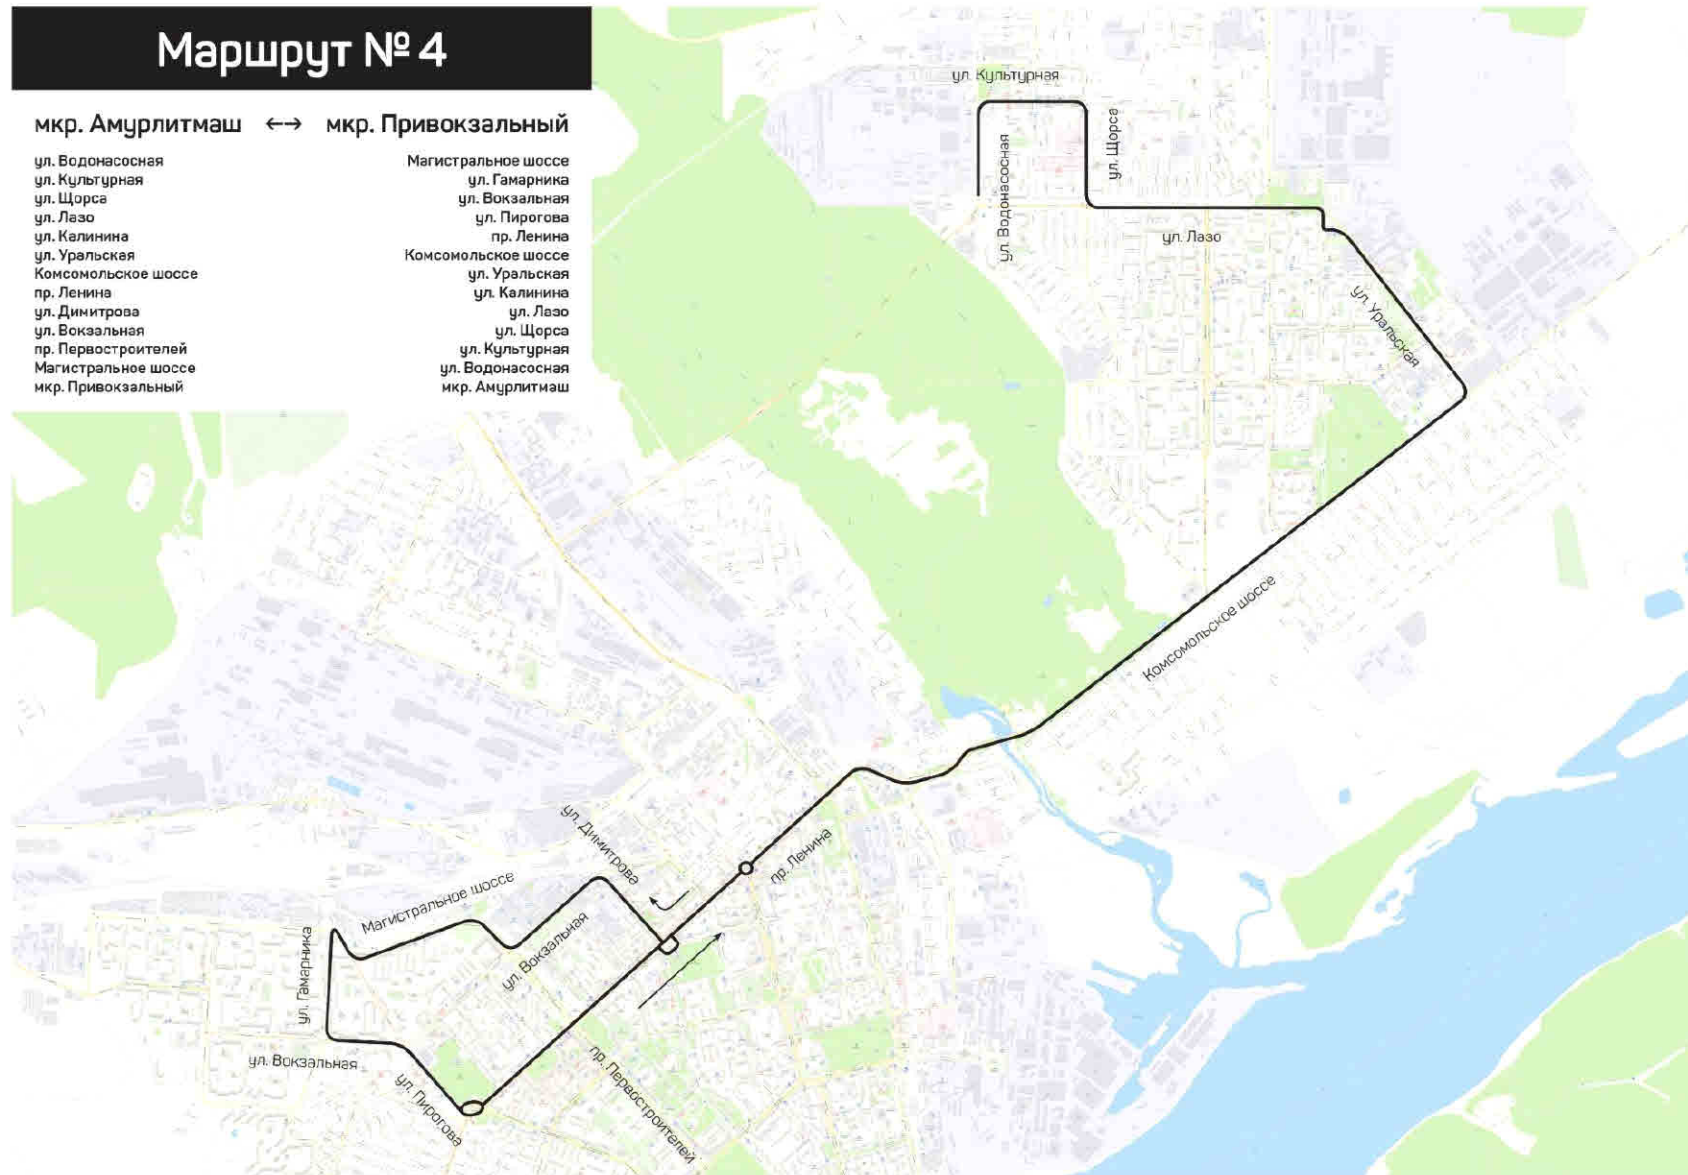 Маршрут № 4
мкр. Амурлитмаш ←→ мкр. Привокзальный
ул. Водонасосная
ул. Культурная
ул. Щорса
ул. Лазо
ул. Калинина
ул. Уральская
Комсомольское шоссе
пр. Ленина
ул. Димитрова
ул. Вокзальная
пр. Первостроителей
Магистральное шоссе
мкр. Привокзальный
Магистральное шоссе
ул. Гамарника
ул. Вокзальная
ул. Пирогова
пр. Ленина
Комсомольское шоссе
ул. Уральская
ул. Калинина
ул. Лазо
ул. Щорса
ул. Культурная
ул. Водонасосная
мкр. Амурлитмаш
ул. Культурная
ул. Щорса
ул. Водонасосная
ул. Лазо
ул. Уральская
Комсомольское шоссе
ул. Димитрова
пр. Ленина
Магистральное шоссе
ул. Вокзальная
ул. Гамарника
ул. Вокзальная
ул. Пирогова
пр. Первостроителей